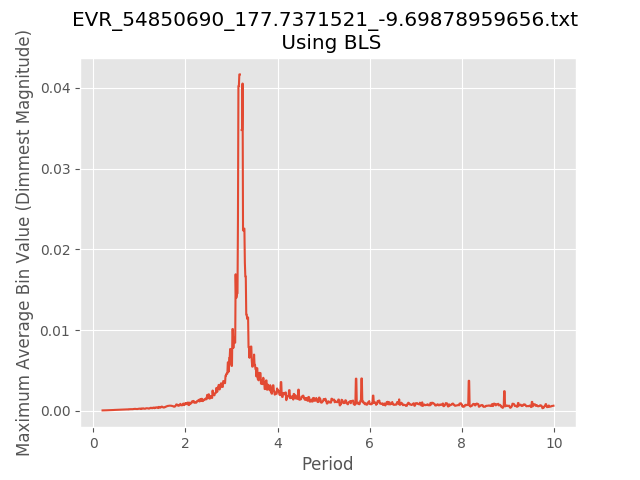 EVR_54850690_177.7371521_-9.69878959656.txt
Using BLS
Maximum Average Bin Value (Dimmest Magnitude)
0.04
0.03
0.02
0.01
0.00
0 2 4 6 8 10
Period